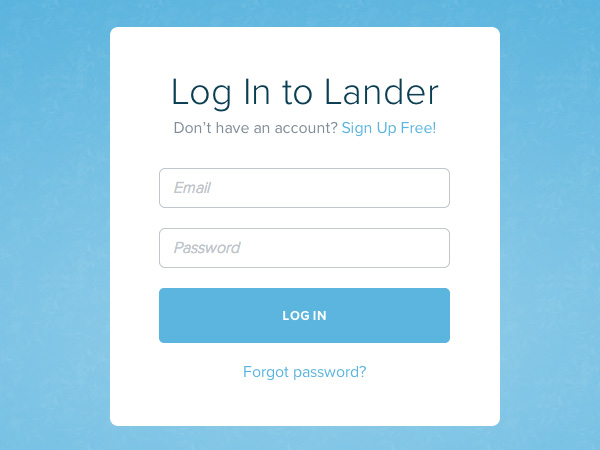 Log In to Lander
Don't have an account? Sign Up Free!
Email
Password
LOG IN
Forgot password?